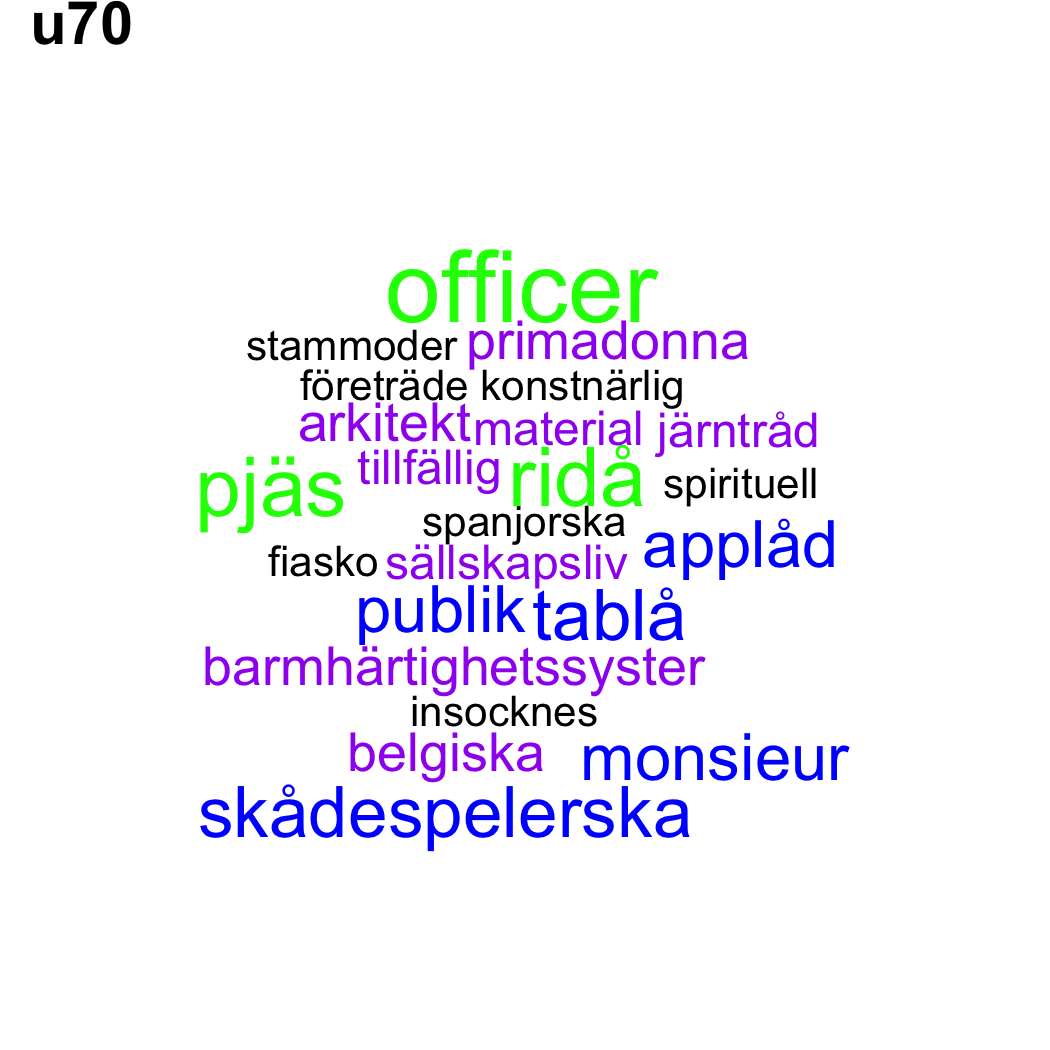 u70
officer
stammoder primadonna
företräde konstnärlig
arkitekt material järntråd
pjäs tillfällig ridå spirituell
spanjorska
fiasko sällskapsliv applåd
publik tablå
barmhärtighetssyster
insocknes
belgiska monsieur
skådespelerska